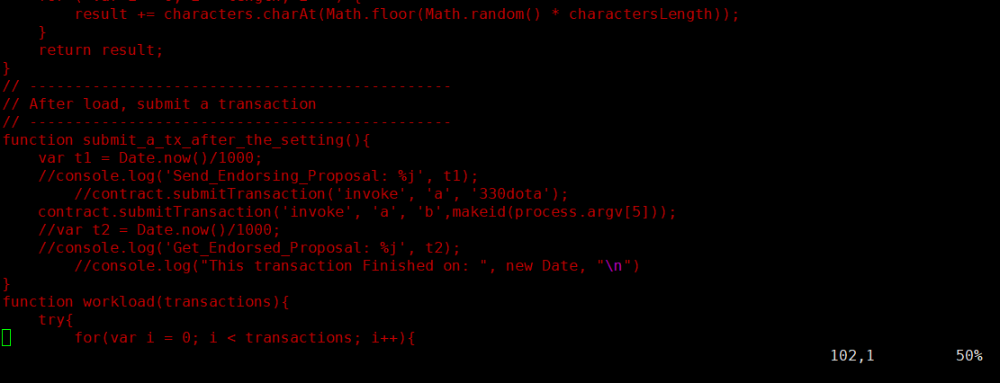 result += characters.charAt(Math.floor(Math.random() * charactersLength));
    }
    return result;
}
// -----------------------------------------------
// After load, submit a transaction
// -----------------------------------------------
function submit_a_tx_after_the_setting(){
    var t1 = Date.now()/1000;
    //console.log('Send_Endorsing_Proposal: %j', t1);
        //contract.submitTransaction('invoke', 'a', '330dota');
    contract.submitTransaction('invoke', 'a', 'b',makeid(process.argv[5]));
    //var t2 = Date.now()/1000;
    //console.log('Get_Endorsed_Proposal: %j', t2);
        //console.log("This transaction Finished on: ", new Date, "\n")
}
function workload(transactions){
    try{
        for(var i = 0; i < transactions; i++){
102,1         50%